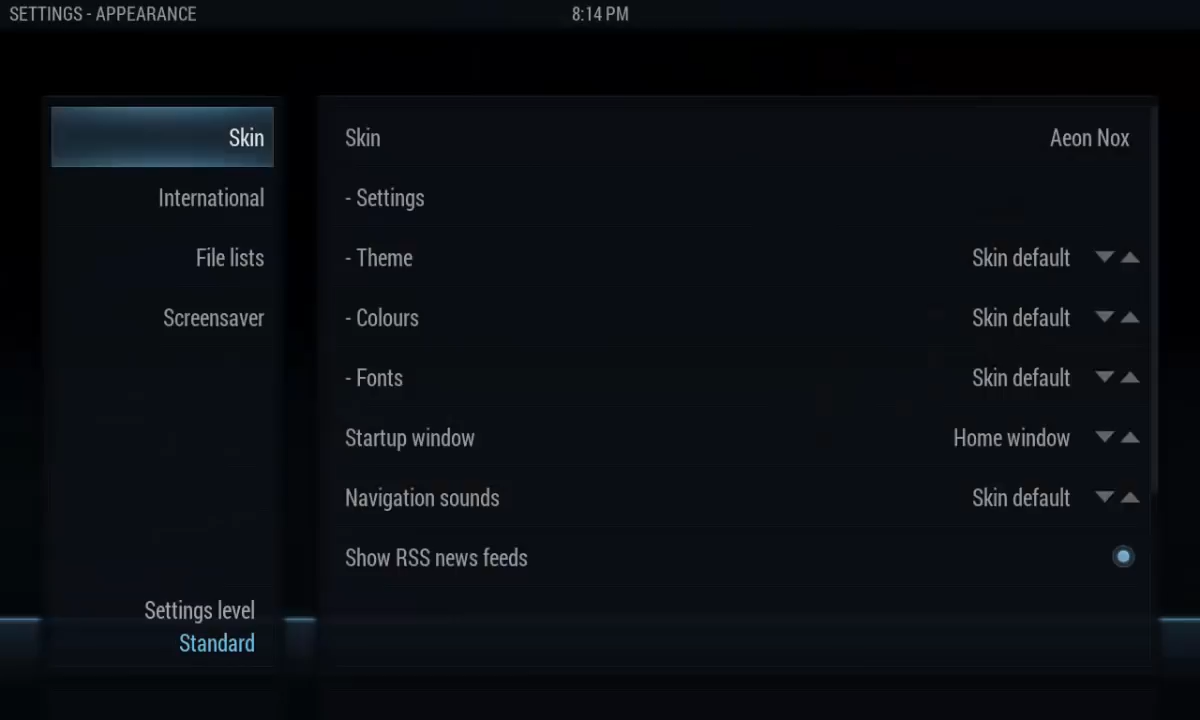 SETTINGS - APPEARANCE
8:14 PM
Skin
International
File lists
Screensaver
Settings level
Standard
Skin Aeon Nox
- Settings
- Theme Skin default
- Colours Skin default
- Fonts Skin default
Startup window Home window
Navigation sounds Skin default
Show RSS news feeds